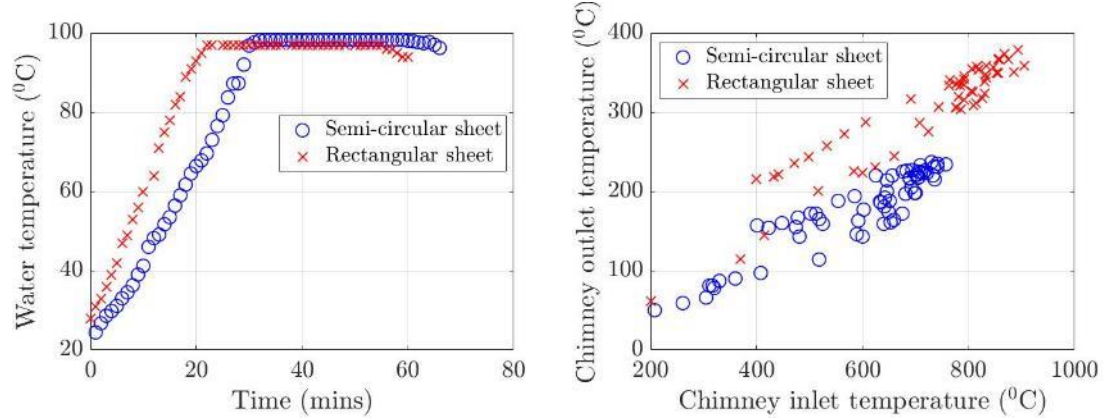 100
80
60
40
20
0
20
40
60
80
Water temperature (⁰C)
Time (mins)
Semi-circular sheet
Rectangular sheet
400
300
200
100
0
200
400
600
800
1000
Chimney outlet temperature (⁰C)
Chimney inlet temperature (⁰C)
Semi-circular sheet
Rectangular sheet